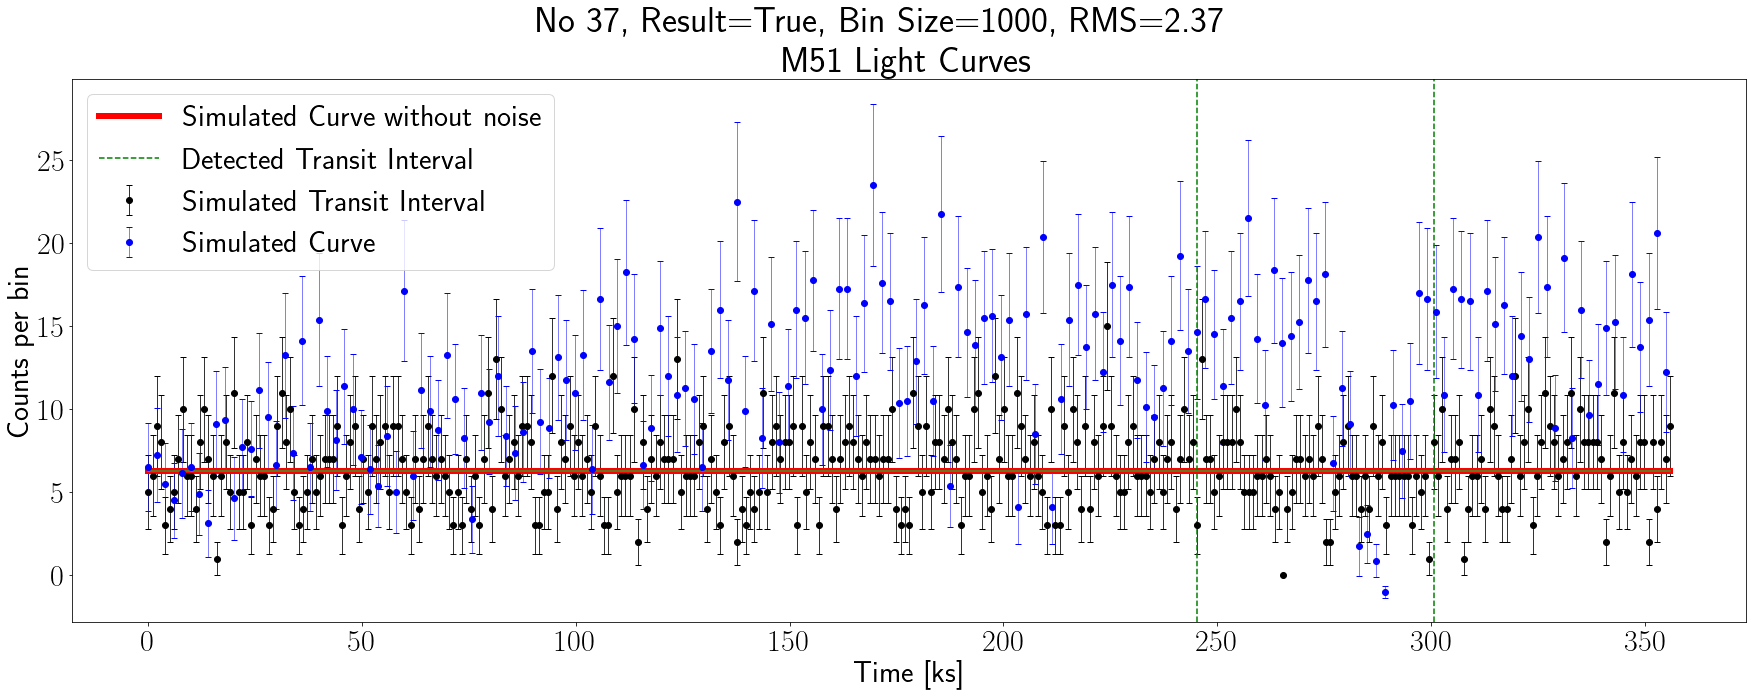 No 37, Result=True, Bin Size=1000, RMS=2.37
M51 Light Curves
Simulated Curve without noise
Detected Transit Interval
Simulated Transit Interval
Simulated Curve
Counts per bin
25
20
15
10
5
0
0 50 100 150 200 250 300 350
Time [ks]